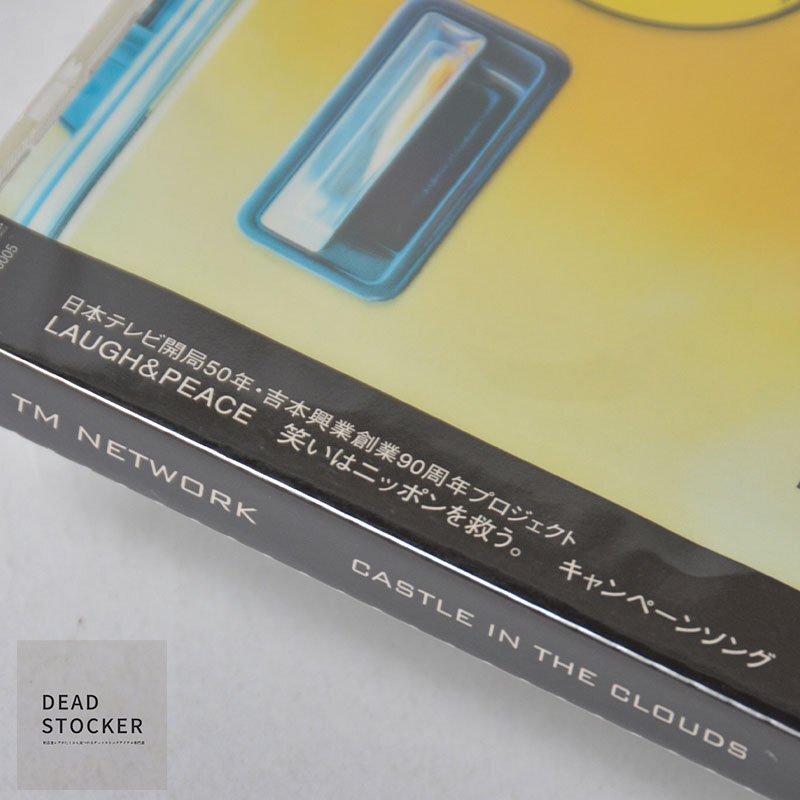 0005
日本テレビ開局50年・吉本興業創業90周年プロジェクト
LAUGH&PEACE 笑いはニッポンを救う。 キャンペーンソング
TM NETWORK CASTLE IN THE CLOUDS
DEAD
STOCKER